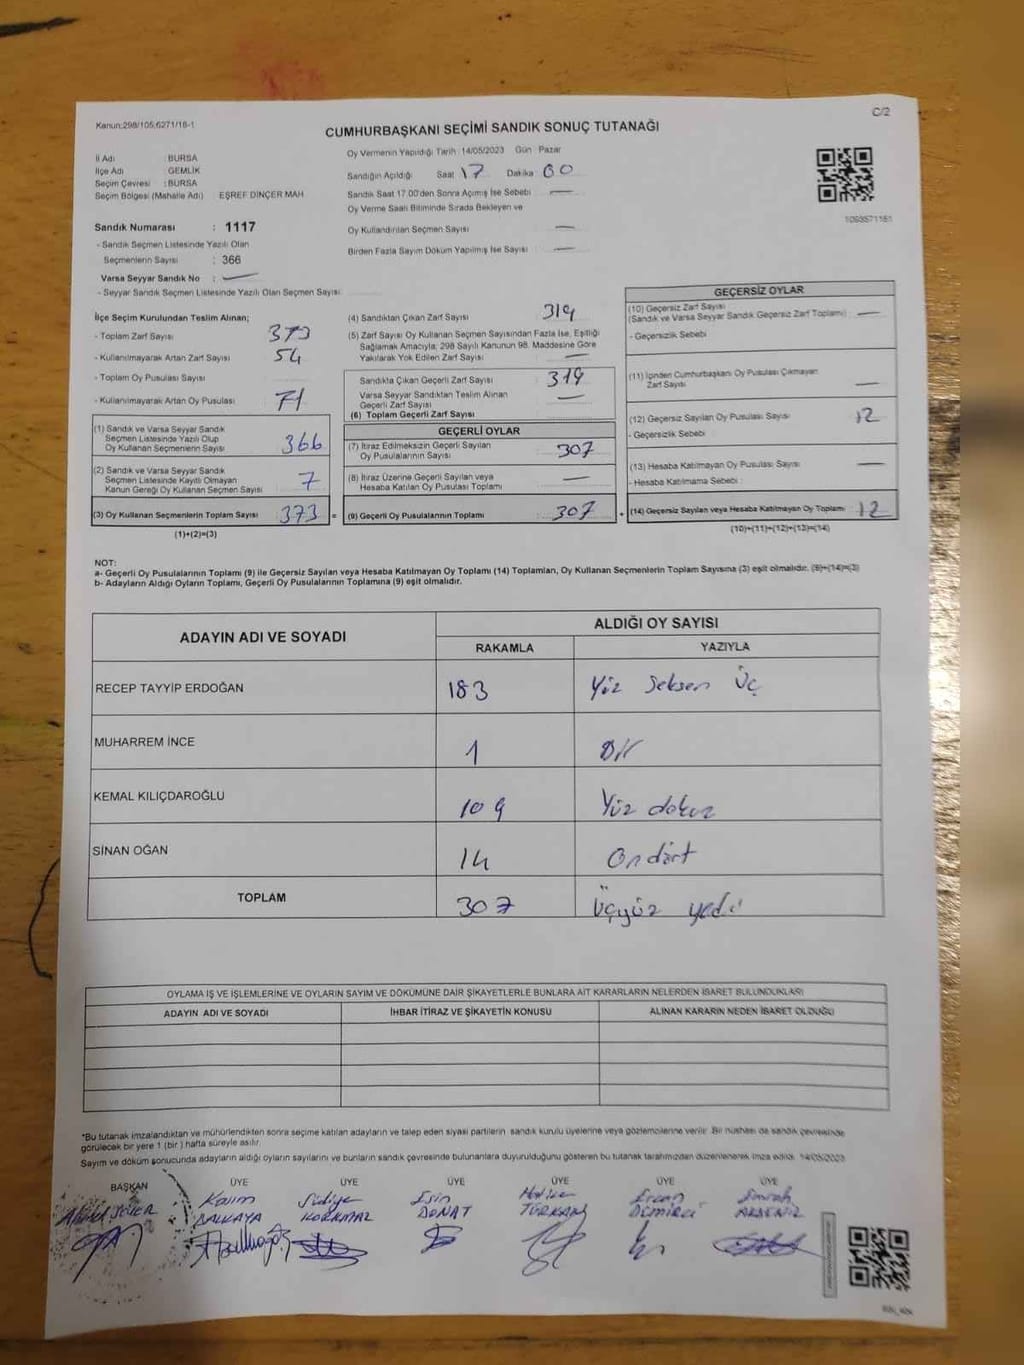 C/2
Kanun:298/105,6271/18-1
CUMHURBAŞKANI SEÇİMİ SANDIK SONUÇ TUTANAĞI
İl Adı : BURSA
İlçe Adı : GEMLİK
Seçim Çevresi : BURSA
Seçim Bölgesi (Mahalle Adı) EŞREF DİNÇER MAH.
Oy Vermenin Yapıldığı Tarih 14/05/2023 Gün Pazar
Sandığın Açıldığı Saat 17 Dakika 00
Sandık Saat 17.00'den Sonra Açılmış İse Sebebi —
Oy Verme Saati Bitiminde Sırada Bekleyen ve
Oy Kullandırılan Seçmen Sayısı —
Birden Fazla Sayım Döküm Yapılmış İse Sayısı —
1093571151
Sandık Numarası : 1117
- Sandık Seçmen Listesinde Yazılı Olan
Seçmenlerin Sayısı : 366
Varsa Seyyar Sandık No : —
- Seyyar Sandık Seçmen Listesinde Yazılı Olan Seçmen Sayısı
İlçe Seçim Kurulundan Teslim Alınan;
- Toplam Zarf Sayısı 373
- Kullanılmayarak Artan Zarf Sayısı 54
- Toplam Oy Pusulası Sayısı
- Kullanılmayarak Artan Oy Pusulası 71
(1) Sandık ve Varsa Seyyar Sandık
Seçmen Listesinde Yazılı Olup
Oy Kullanan Seçmenlerin Sayısı 366
(2) Sandık ve Varsa Seyyar Sandık
Seçmen Listesinde Kayıtlı Olmayan
Kanun Gereği Oy Kullanan Seçmen Sayısı 7
(3) Oy Kullanan Seçmenlerin Toplam Sayısı 373 =
(1)+(2)=(3)
(4) Sandıktan Çıkan Zarf Sayısı 319
(5) Zarf Sayısı Oy Kullanan Seçmen Sayısından Fazla İse, Eşitliği
Sağlamak Amacıyla; 298 Sayılı Kanunun 98. Maddesine Göre
Yakılarak Yok Edilen Zarf Sayısı —
Sandıkta Çıkan Geçerli Zarf Sayısı 319
Varsa Seyyar Sandıktan Teslim Alınan
Geçerli Zarf Sayısı —
(6) Toplam Geçerli Zarf Sayısı
GEÇERLİ OYLAR
(7) İtiraz Edilmeksizin Geçerli Sayılan
Oy Pusulalarının Sayısı 307
(8) İtiraz Üzerine Geçerli Sayılan veya
Hesaba Katılan Oy Pusulası Toplamı —
(9) Geçerli Oy Pusulalarının Toplamı 307 +
GEÇERSİZ OYLAR
(10) Geçersiz Zarf Sayısı
(Sandık ve Varsa Seyyar Sandık Geçersiz Zarf Toplamı) —
- Geçersizlik Sebebi
(11) İçinden Cumhurbaşkanı Oy Pusulası Çıkmayan
Zarf Sayısı —
(12) Geçersiz Sayılan Oy Pusulası Sayısı 12
- Geçersizlik Sebebi
(13) Hesaba Katılmayan Oy Pusulası Sayısı —
- Hesaba Katılmama Sebebi :
(14) Geçersiz Sayılan veya Hesaba Katılmayan Oy Toplamı 12
(10)+(11)+(12)+(13)=(14)
NOT:
a- Geçerli Oy Pusulalarının Toplamı (9) ile Geçersiz Sayılan veya Hesaba Katılmayan Oy Toplamı (14) Toplamları, Oy Kullanan Seçmenlerin Toplam Sayısına (3) eşit olmalıdır. (9)+(14)=(3)
b- Adayların Aldığı Oyların Toplamı, Geçerli Oy Pusulalarının Toplamına (9) eşit olmalıdır.
ADAYIN ADI VE SOYADI
ALDIĞI OY SAYISI
RAKAMLA YAZIYLA
RECEP TAYYİP ERDOĞAN 183 Yüz Seksen Üç
MUHARREM İNCE 1 Bir
KEMAL KILIÇDAROĞLU 109 Yüz dokuz
SİNAN OĞAN 14 Ondört
TOPLAM 307 Üçyüz yedi
OYLAMA İŞ VE İŞLEMLERİNE VE OYLARIN SAYIM VE DÖKÜMÜNE DAİR ŞİKAYETLERLE BUNLARA AİT KARARLARIN NELERDEN İBARET BULUNDUKLARI
ADAYIN ADI VE SOYADI İHBAR İTİRAZ VE ŞİKAYETİN KONUSU ALINAN KARARIN NEDEN İBARET OLDUĞU
*Bu tutanak imzalandıktan ve mühürlendikten sonra seçime katılan adayların ve talep eden siyasi partilerin sandık kurulu üyelerine veya gözlemcilerine verilir. Bir nüshası da sandık çevresinde
görülecek bir yere 1 (bir ) hafta süreyle asılır.
Sayım ve döküm sonucunda adayların aldığı oyların sayılarını ve bunların sandık çevresinde bulunanlara duyurulduğunu gösteren bu tutanak tarafımızdan düzenlenerek imza edildi. 14/05/2023
BAŞKAN ÜYE ÜYE ÜYE ÜYE ÜYE ÜYE
Kazım Sıdıye Esin Hatice Ercan Emrah
BALKAYA KORKMAZ DONAT TÜRKAN DEMİRCİ AKDENİZ